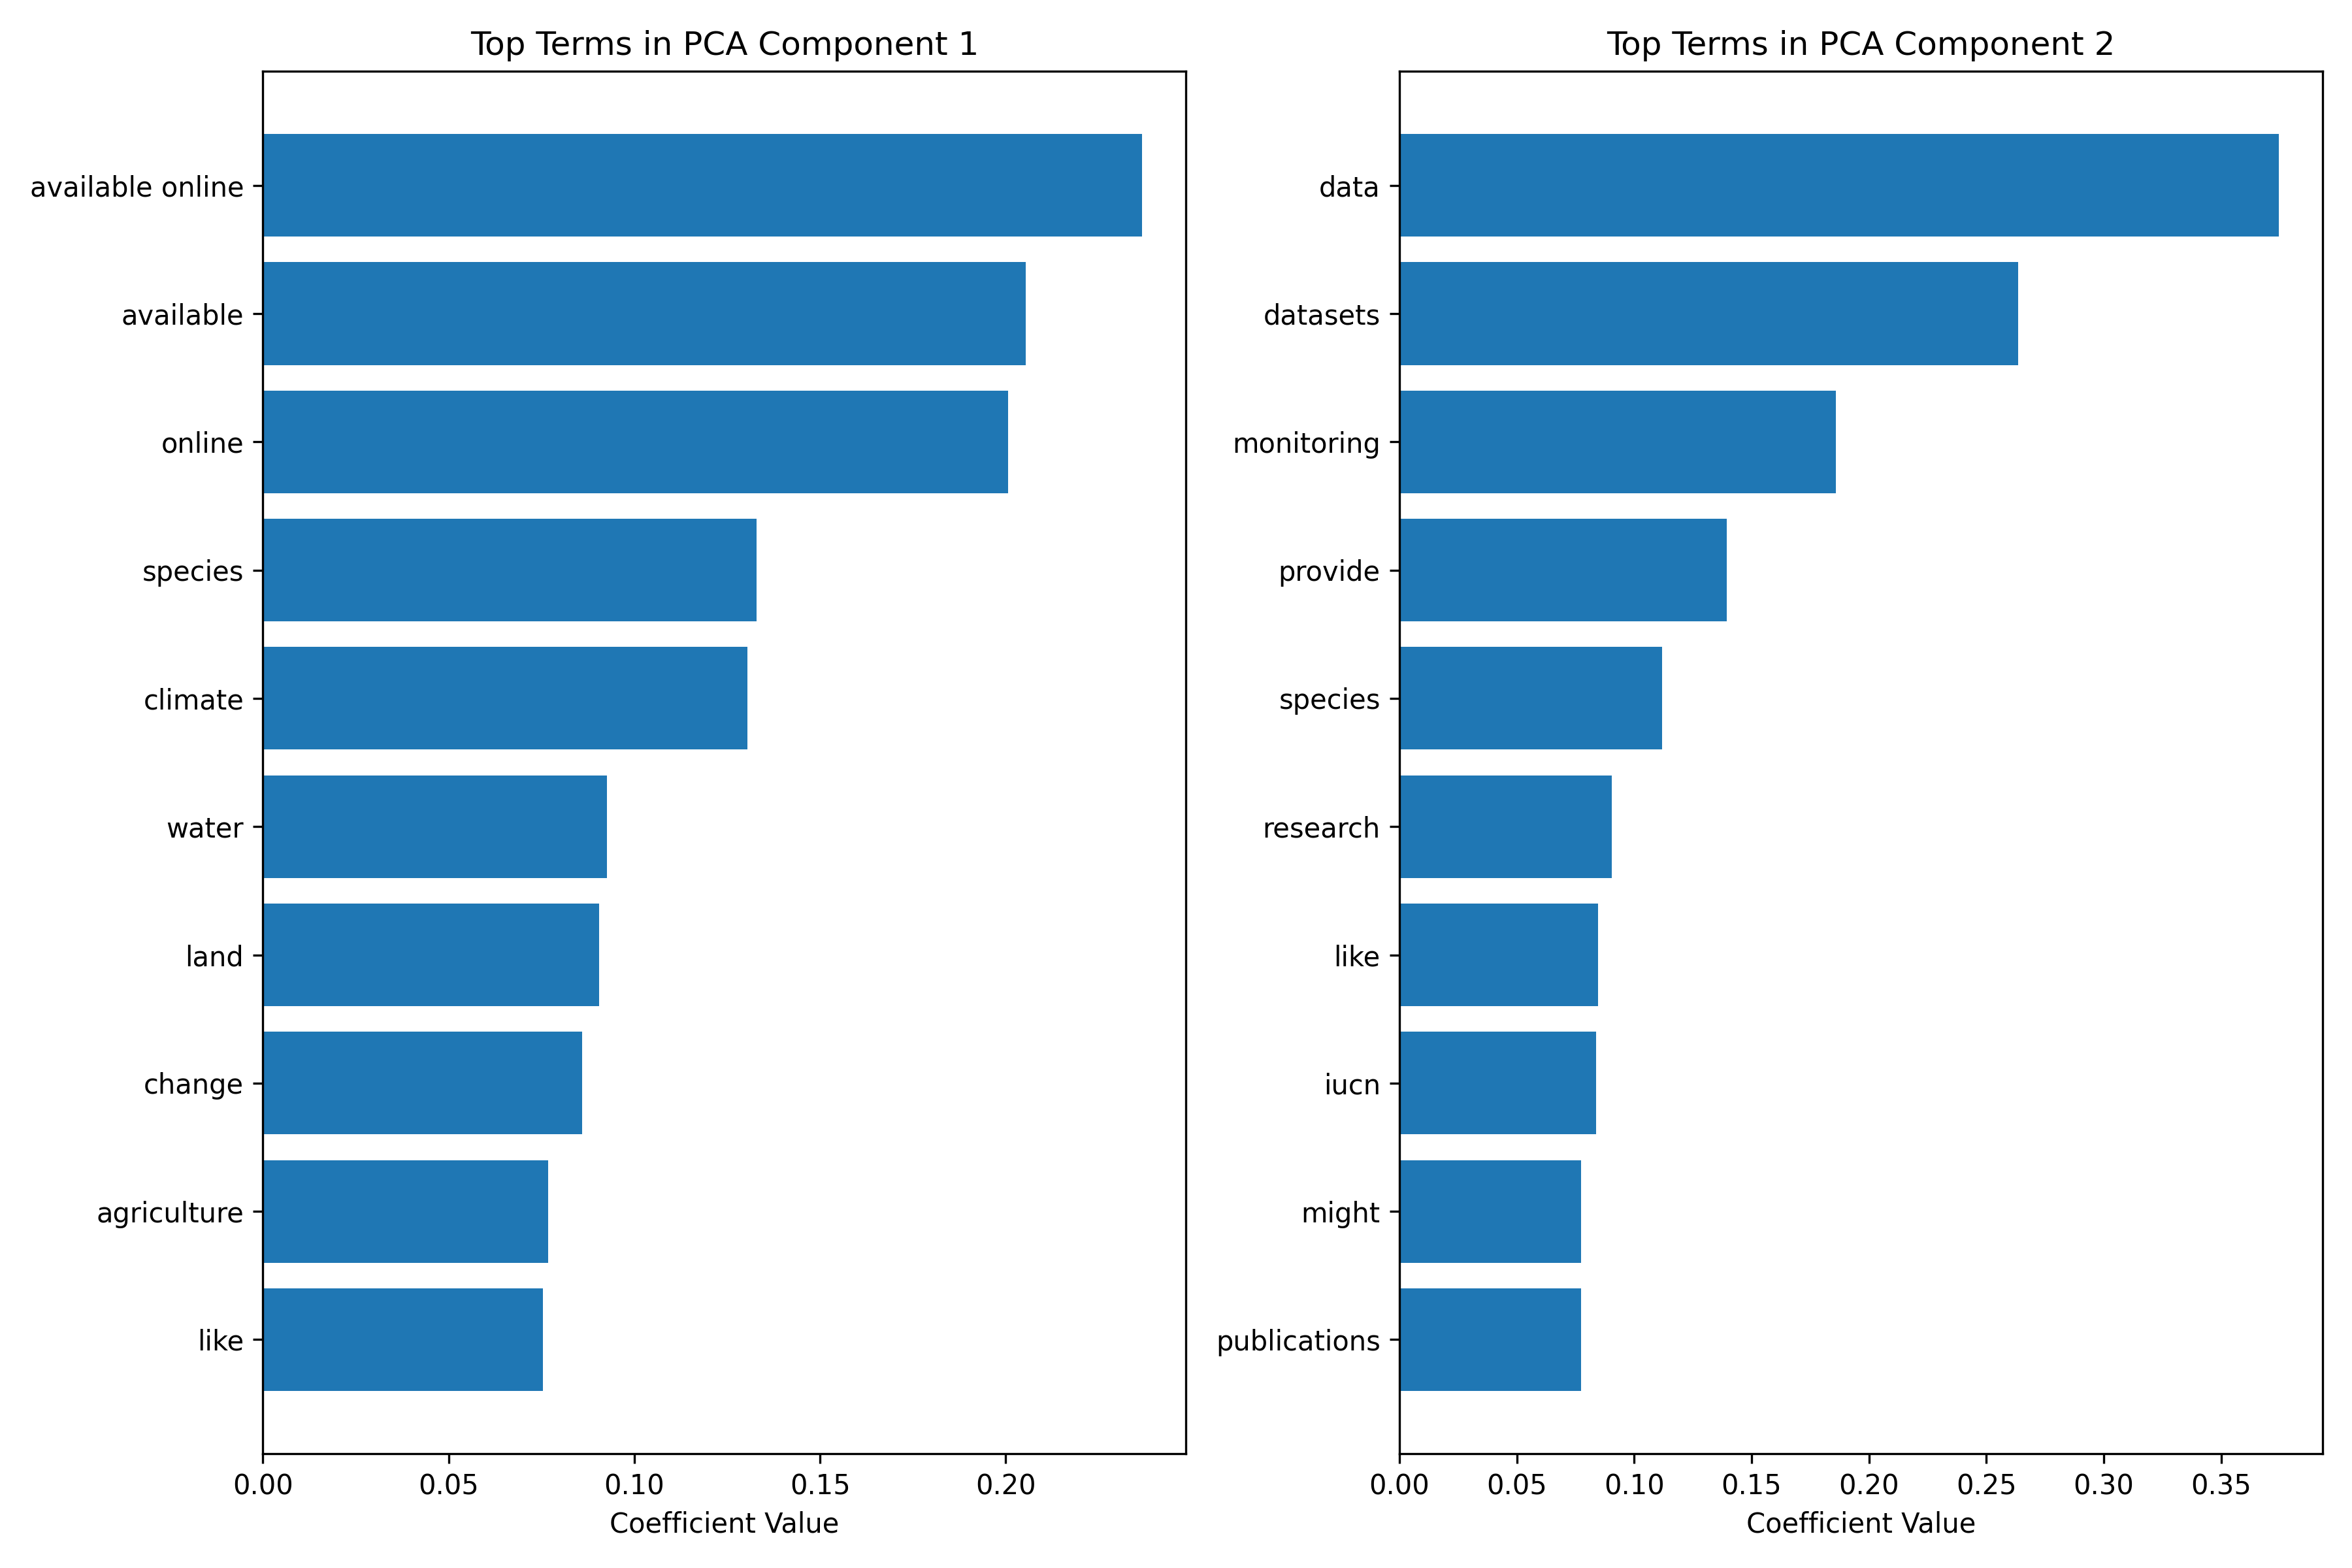 Top Terms in PCA Component 1
available online
available
online
species
climate
water
land
change
agriculture
like
0.00 0.05 0.10 0.15 0.20
Coefficient Value
Top Terms in PCA Component 2
data
datasets
monitoring
provide
species
research
like
iucn
might
publications
0.00 0.05 0.10 0.15 0.20 0.25 0.30 0.35
Coefficient Value